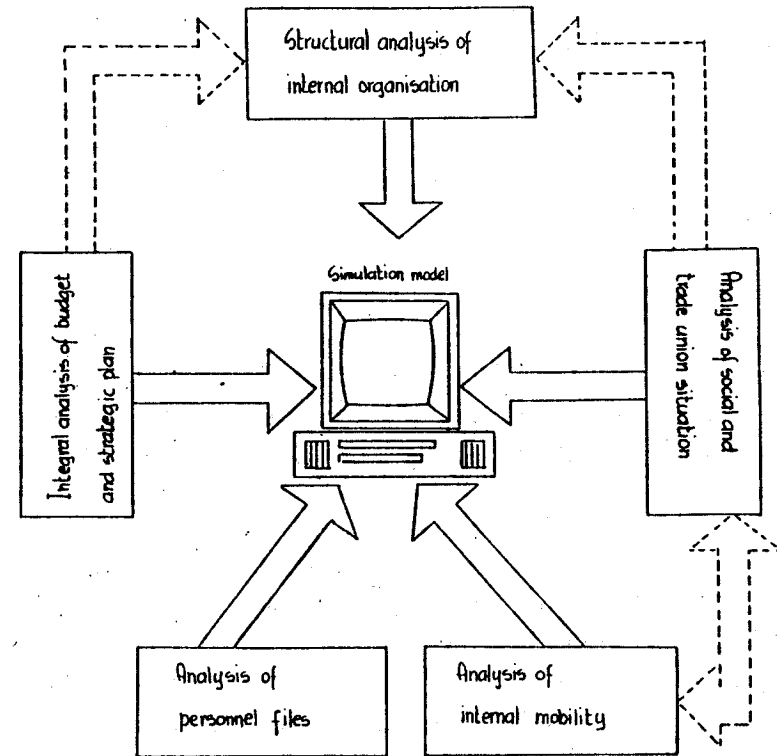 Structural analysis of
internal organisation
Simulation model
Integral analysis of budget
and strategic plan
Analysis of social and
trade union situation
Analysis of
personnel files
Analysis of
internal mobility